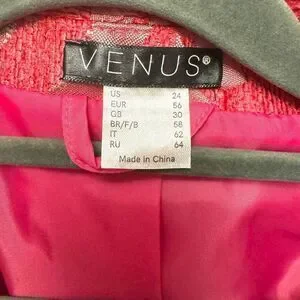 VENUS®
US 24
EUR 56
GB 30
BR/F/B 58
IT 62
RU 64
Made in China